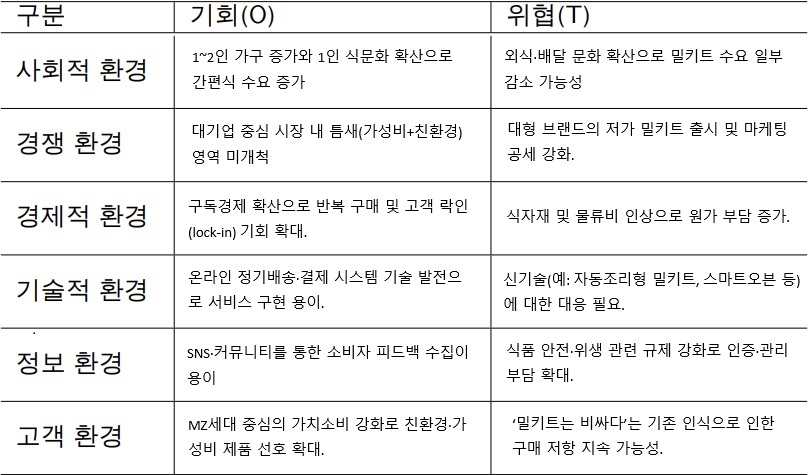 구분
기회(O)
위협(T)
사회적 환경
1~2인 가구 증가와 1인 식문화 확산으로
간편식 수요 증가
외식·배달 문화 확산으로 밀키트 수요 일부
감소 가능성
경쟁 환경
대기업 중심 시장 내 틈새(가성비+친환경)
영역 미개척
대형 브랜드의 저가 밀키트 출시 및 마케팅
공세 강화.
경제적 환경
구독경제 확산으로 반복 구매 및 고객 락인
(lock-in) 기회 확대.
식자재 및 물류비 인상으로 원가 부담 증가.
기술적 환경
온라인 정기배송·결제 시스템 기술 발전으
로 서비스 구현 용이.
신기술(예: 자동조리형 밀키트, 스마트오븐 등)
에 대한 대응 필요.
정보 환경
SNS·커뮤니티를 통한 소비자 피드백 수집이
용이
식품 안전·위생 관련 규제 강화로 인증·관리
부담 확대.
고객 환경
MZ세대 중심의 가치소비 강화로 친환경·가
성비 제품 선호 확대.
‘밀키트는 비싸다’는 기존 인식으로 인한
구매 저항 지속 가능성.